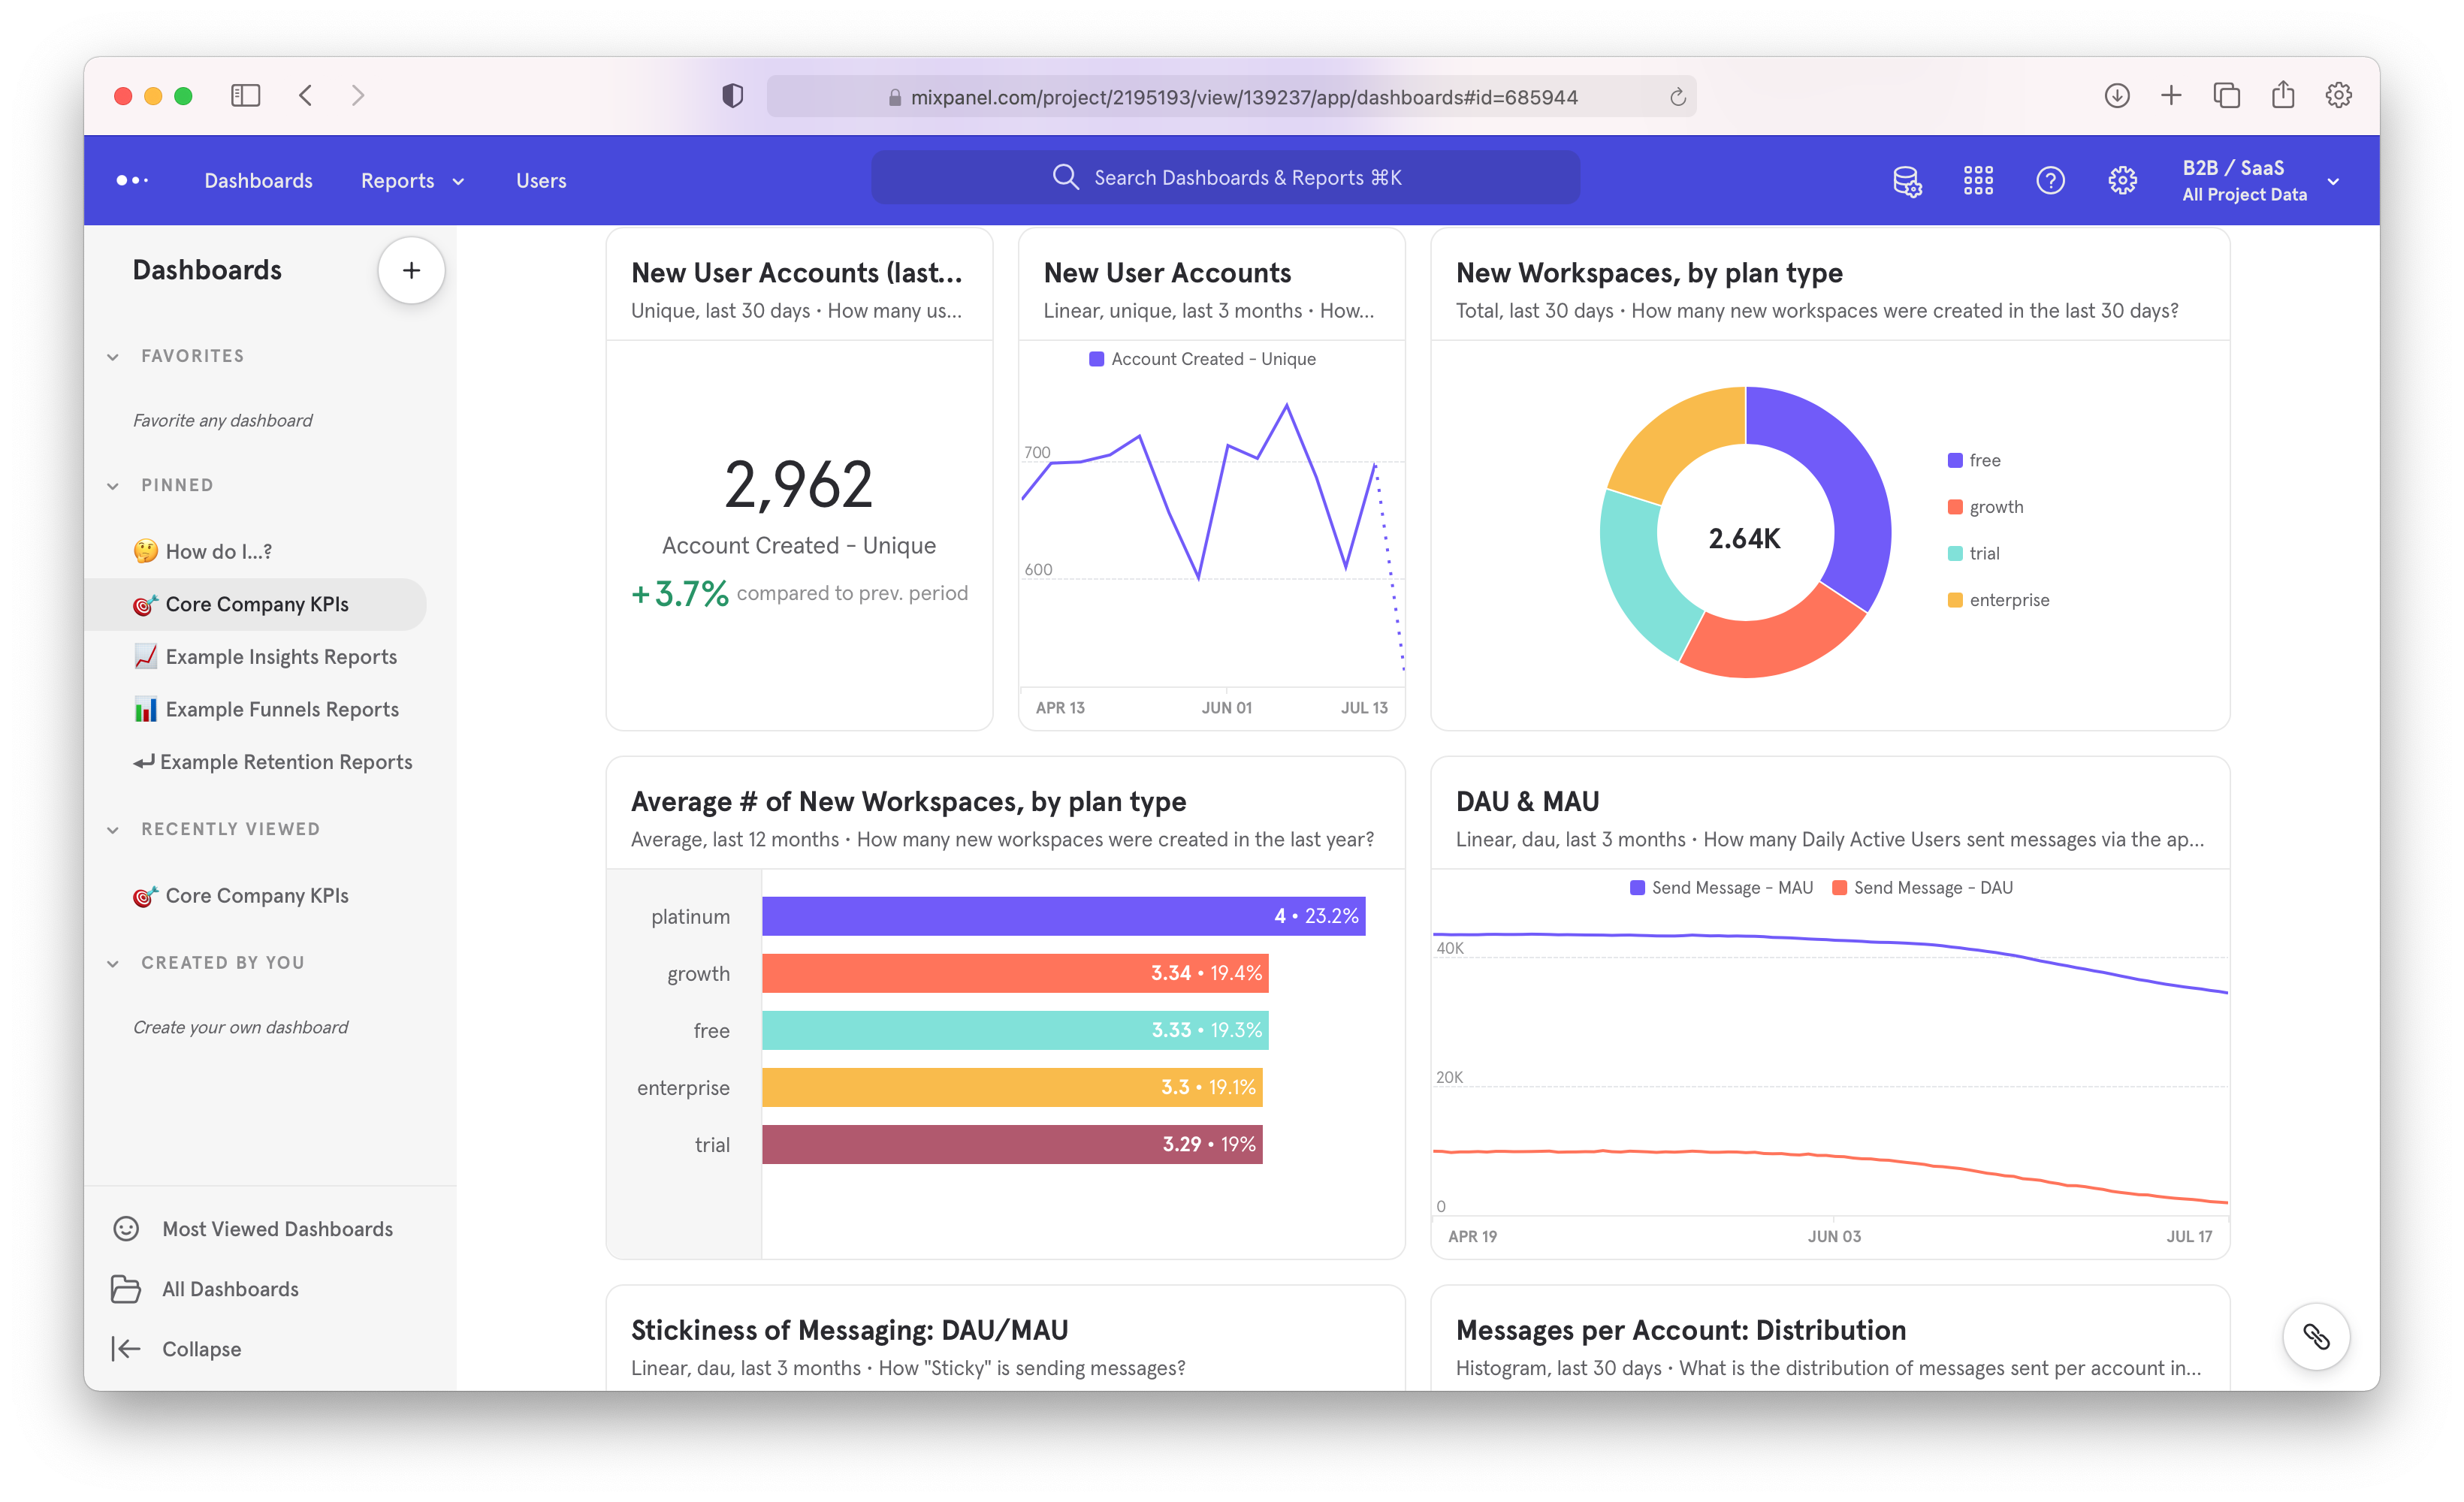 mixpanel.com/project/2195193/view/139237/app/dashboards#id=685944
Dashboards
Reports
Users
Search Dashboards & Reports ⌘K
B2B / SaaS
All Project Data
Dashboards
+
FAVORITES
Favorite any dashboard
PINNED
How do I...?
Core Company KPIs
Example Insights Reports
Example Funnels Reports
Example Retention Reports
RECENTLY VIEWED
Core Company KPIs
CREATED BY YOU
Create your own dashboard
Most Viewed Dashboards
All Dashboards
Collapse
New User Accounts (last...
Unique, last 30 days • How many us...
2,962
Account Created - Unique
+3.7% compared to prev. period
New User Accounts
Linear, unique, last 3 months • How...
Account Created - Unique
700
600
APR 13
JUN 01
JUL 13
New Workspaces, by plan type
Total, last 30 days • How many new workspaces were created in the last 30 days?
2.64K
free
growth
trial
enterprise
Average # of New Workspaces, by plan type
Average, last 12 months • How many new workspaces were created in the last year?
platinum
4 • 23.2%
growth
3.34 • 19.4%
free
3.33 • 19.3%
enterprise
3.3 • 19.1%
trial
3.29 • 19%
DAU & MAU
Linear, dau, last 3 months • How many Daily Active Users sent messages via the ap...
Send Message - MAU
Send Message - DAU
40K
20K
0
APR 19
JUN 03
JUL 17
Stickiness of Messaging: DAU/MAU
Linear, dau, last 3 months • How "Sticky" is sending messages?
Messages per Account: Distribution
Histogram, last 30 days • What is the distribution of messages sent per account in...